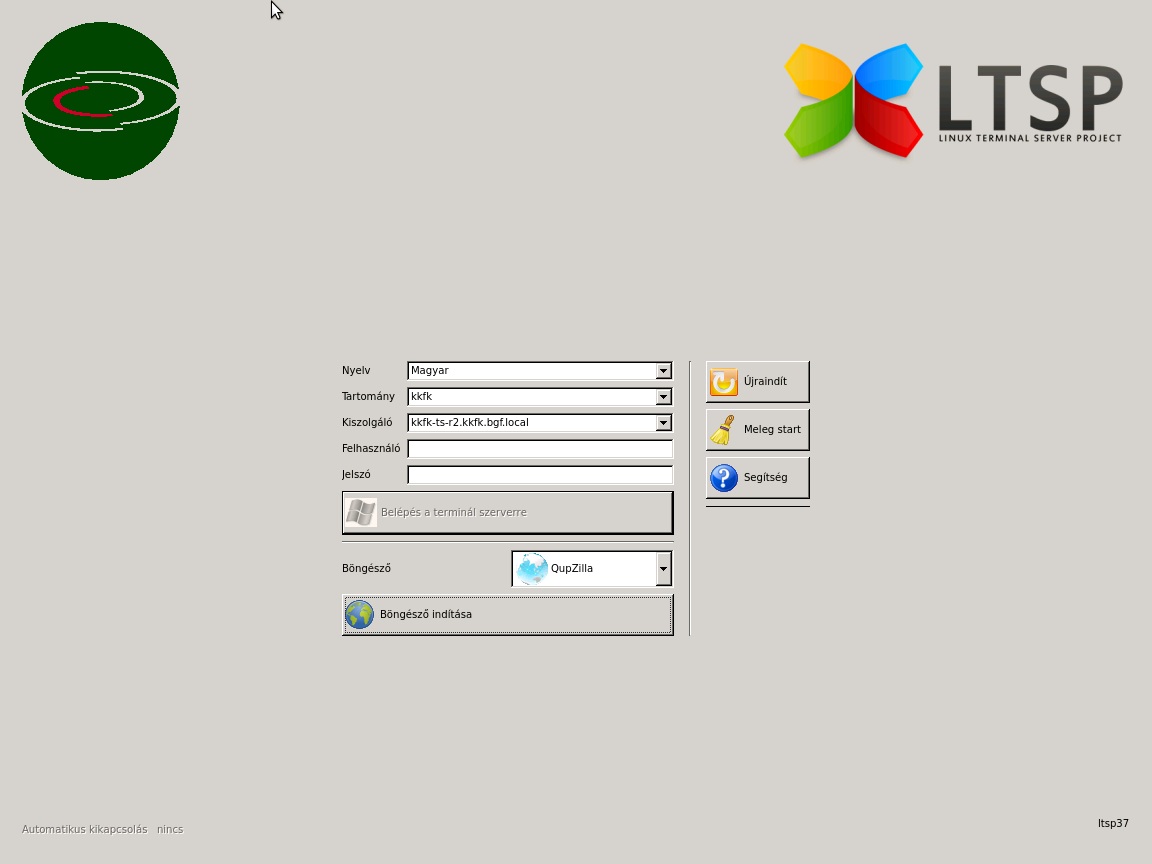 LTSP
LINUX TERMINAL SERVER PROJECT
Nyelv Magyar
Tartomány kkfk
Kiszolgáló kkfk-ts-r2.kkfk.bgf.local
Felhasználó
Jelszó
Belépés a terminál szerverre
Böngésző QupZilla
Böngésző indítása
Újraindít
Meleg start
Segítség
Automatikus kikapcsolás nincs
ltsp37